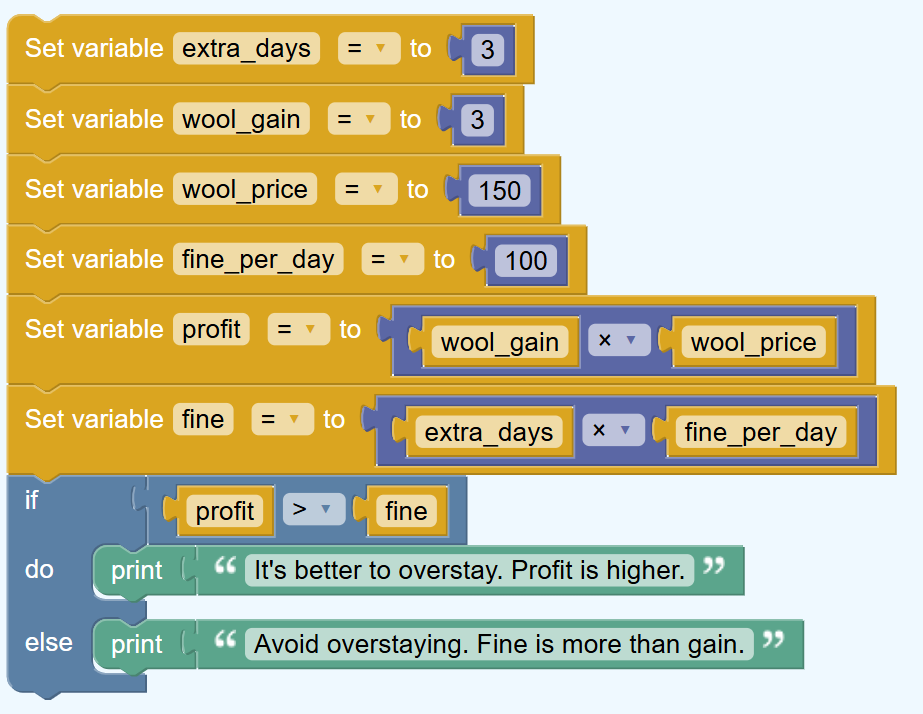 Set variable extra_days = ▾ to 3
Set variable wool_gain = ▾ to 3
Set variable wool_price = ▾ to 150
Set variable fine_per_day = ▾ to 100
Set variable profit = ▾ to wool_gain × ▾ wool_price
Set variable fine = ▾ to extra_days × ▾ fine_per_day
if profit > ▾ fine
do print “ It's better to overstay. Profit is higher. ”
else print “ Avoid overstaying. Fine is more than gain. ”